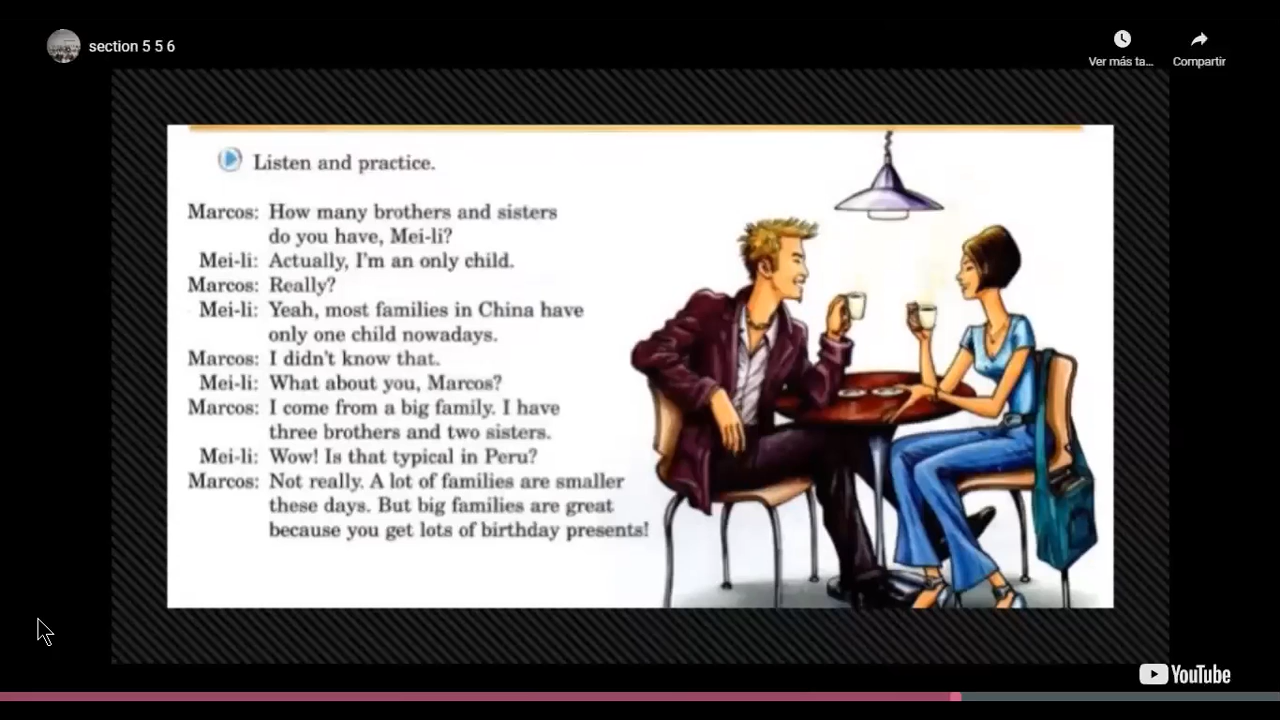 section 5 5 6
Ver más ta...
Compartir
Listen and practice.
Marcos: How many brothers and sisters
do you have, Mei-li?
Mei-li: Actually, I'm an only child.
Marcos: Really?
Mei-li: Yeah, most families in China have
only one child nowadays.
Marcos: I didn't know that.
Mei-li: What about you, Marcos?
Marcos: I come from a big family. I have
three brothers and two sisters.
Mei-li: Wow! Is that typical in Peru?
Marcos: Not really. A lot of families are smaller
these days. But big families are great
because you get lots of birthday presents!
YouTube